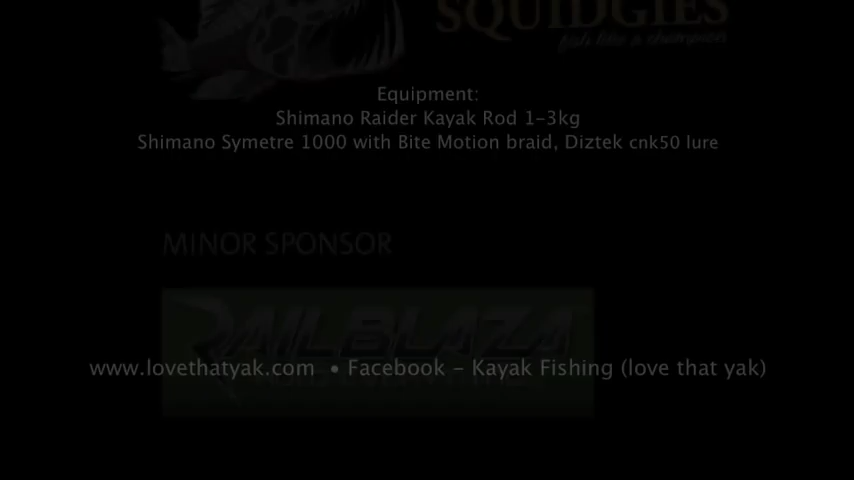 SQUIDGIES
fish like a champion
Equipment:
Shimano Raider Kayak Rod 1-3kg
Shimano Symetre 1000 with Bite Motion braid, Diztek cnk50 lure
MINOR SPONSOR
RAILBLAZA
www.lovethatyak.com • Facebook - Kayak Fishing (love that yak)